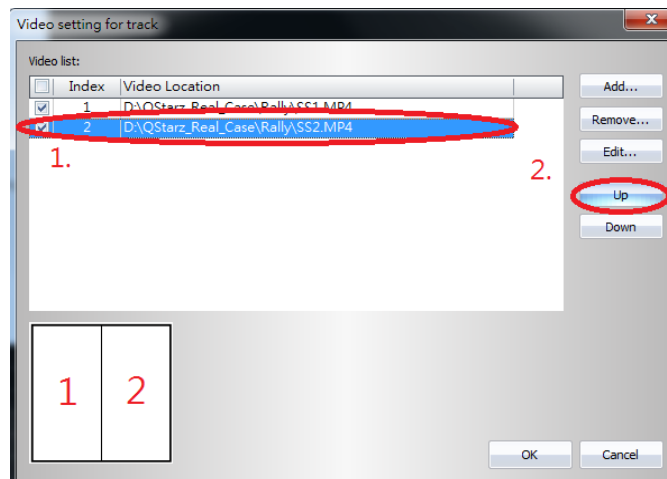 Video setting for track
Video list:
Index Video Location
1 D:\QStarz_Real_Case\Rally\SS1.MP4
2 D:\QStarz_Real_Case\Rally\SS2.MP4
1.
2.
Add...
Remove...
Edit...
Up
Down
1 2
OK Cancel